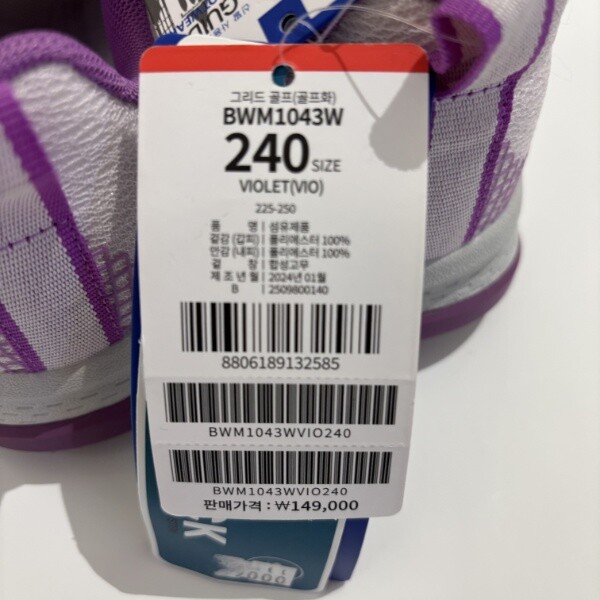 그리드 골프(골프화)
BWM1043W
240 SIZE
VIOLET(VIO)
225-250
품 명 | 섬유제품
겉감 (갑피) | 폴리에스터 100%
안감 (내피) | 폴리에스터 100%
겉 창 | 합성고무
제 조 년 월 | 2024년 01월
B | 2509800140
8806189132585
BWM1043WVIO240
BWM1043WVIO240
판매가격 : ₩149,000